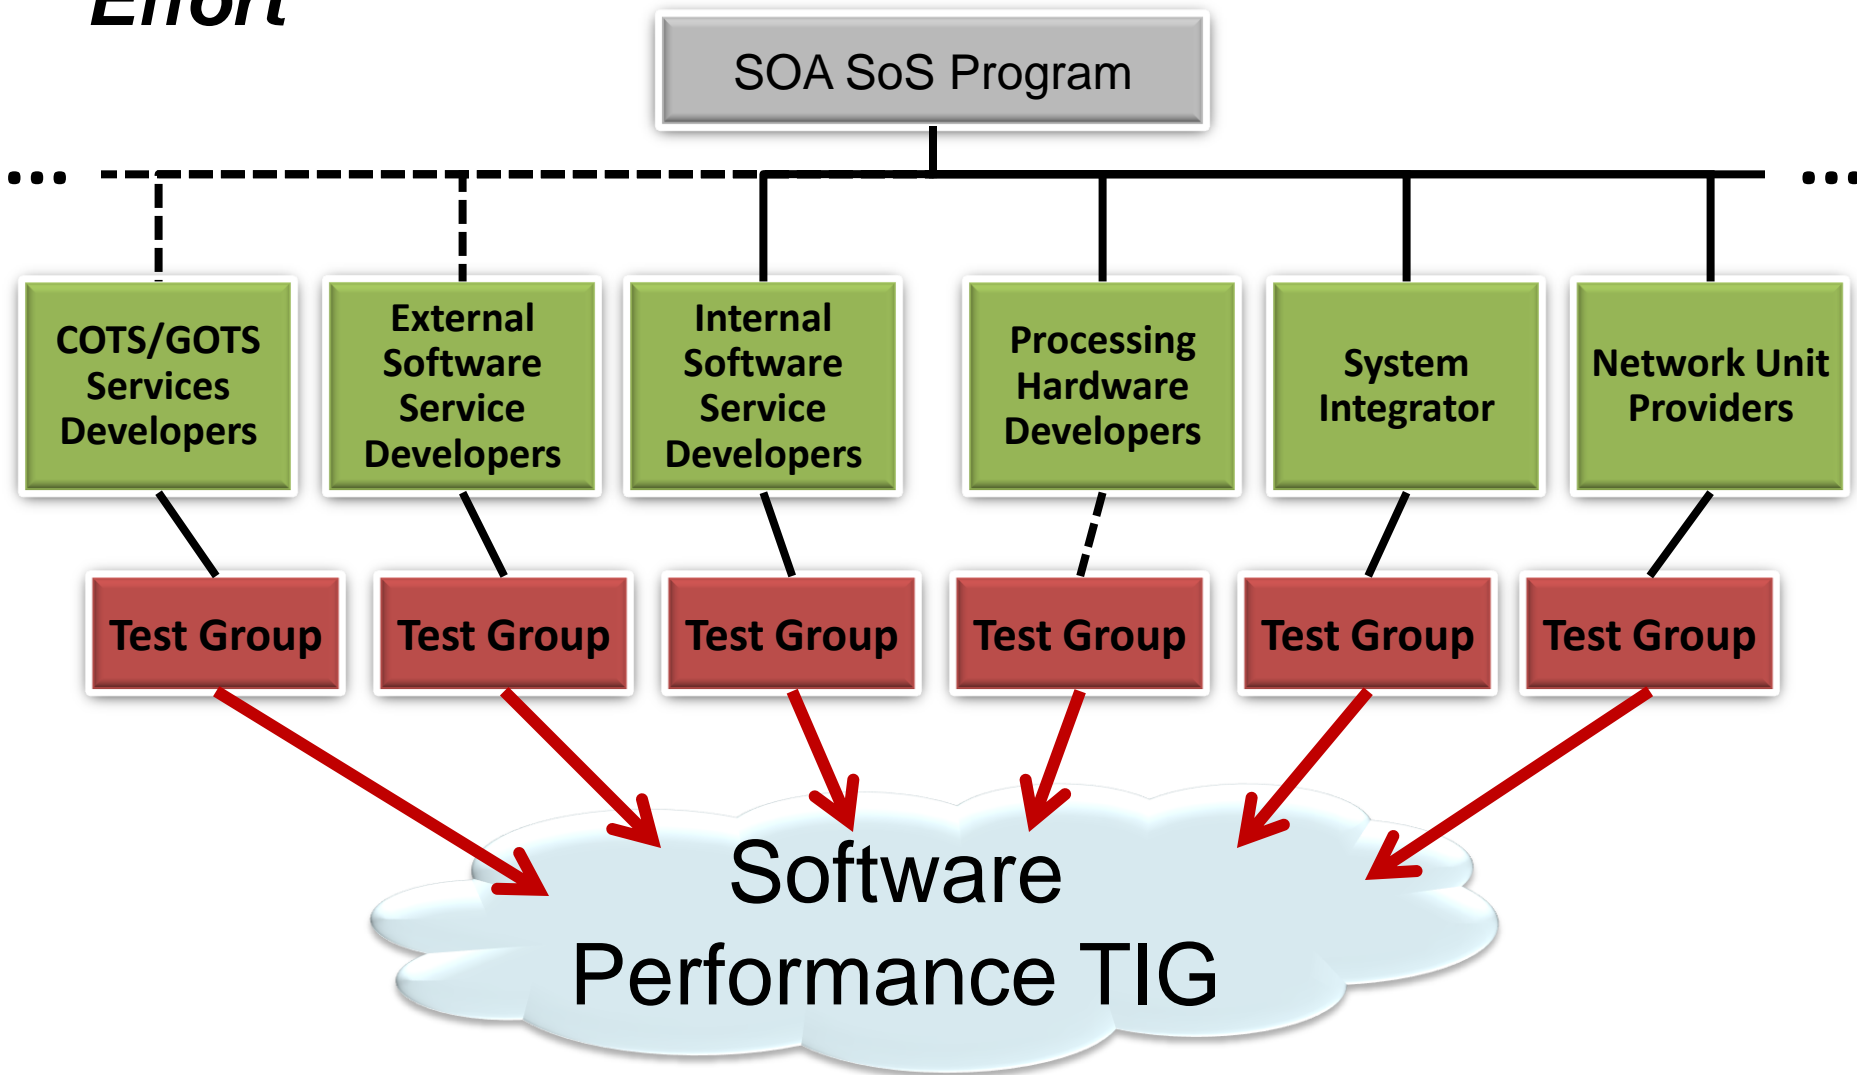 Effort
SOA SoS Program
... ...
COTS/GOTS
Services
Developers
External
Software
Service
Developers
Internal
Software
Service
Developers
Processing
Hardware
Developers
System
Integrator
Network Unit
Providers
Test Group
Test Group
Test Group
Test Group
Test Group
Test Group
Software
Performance TIG